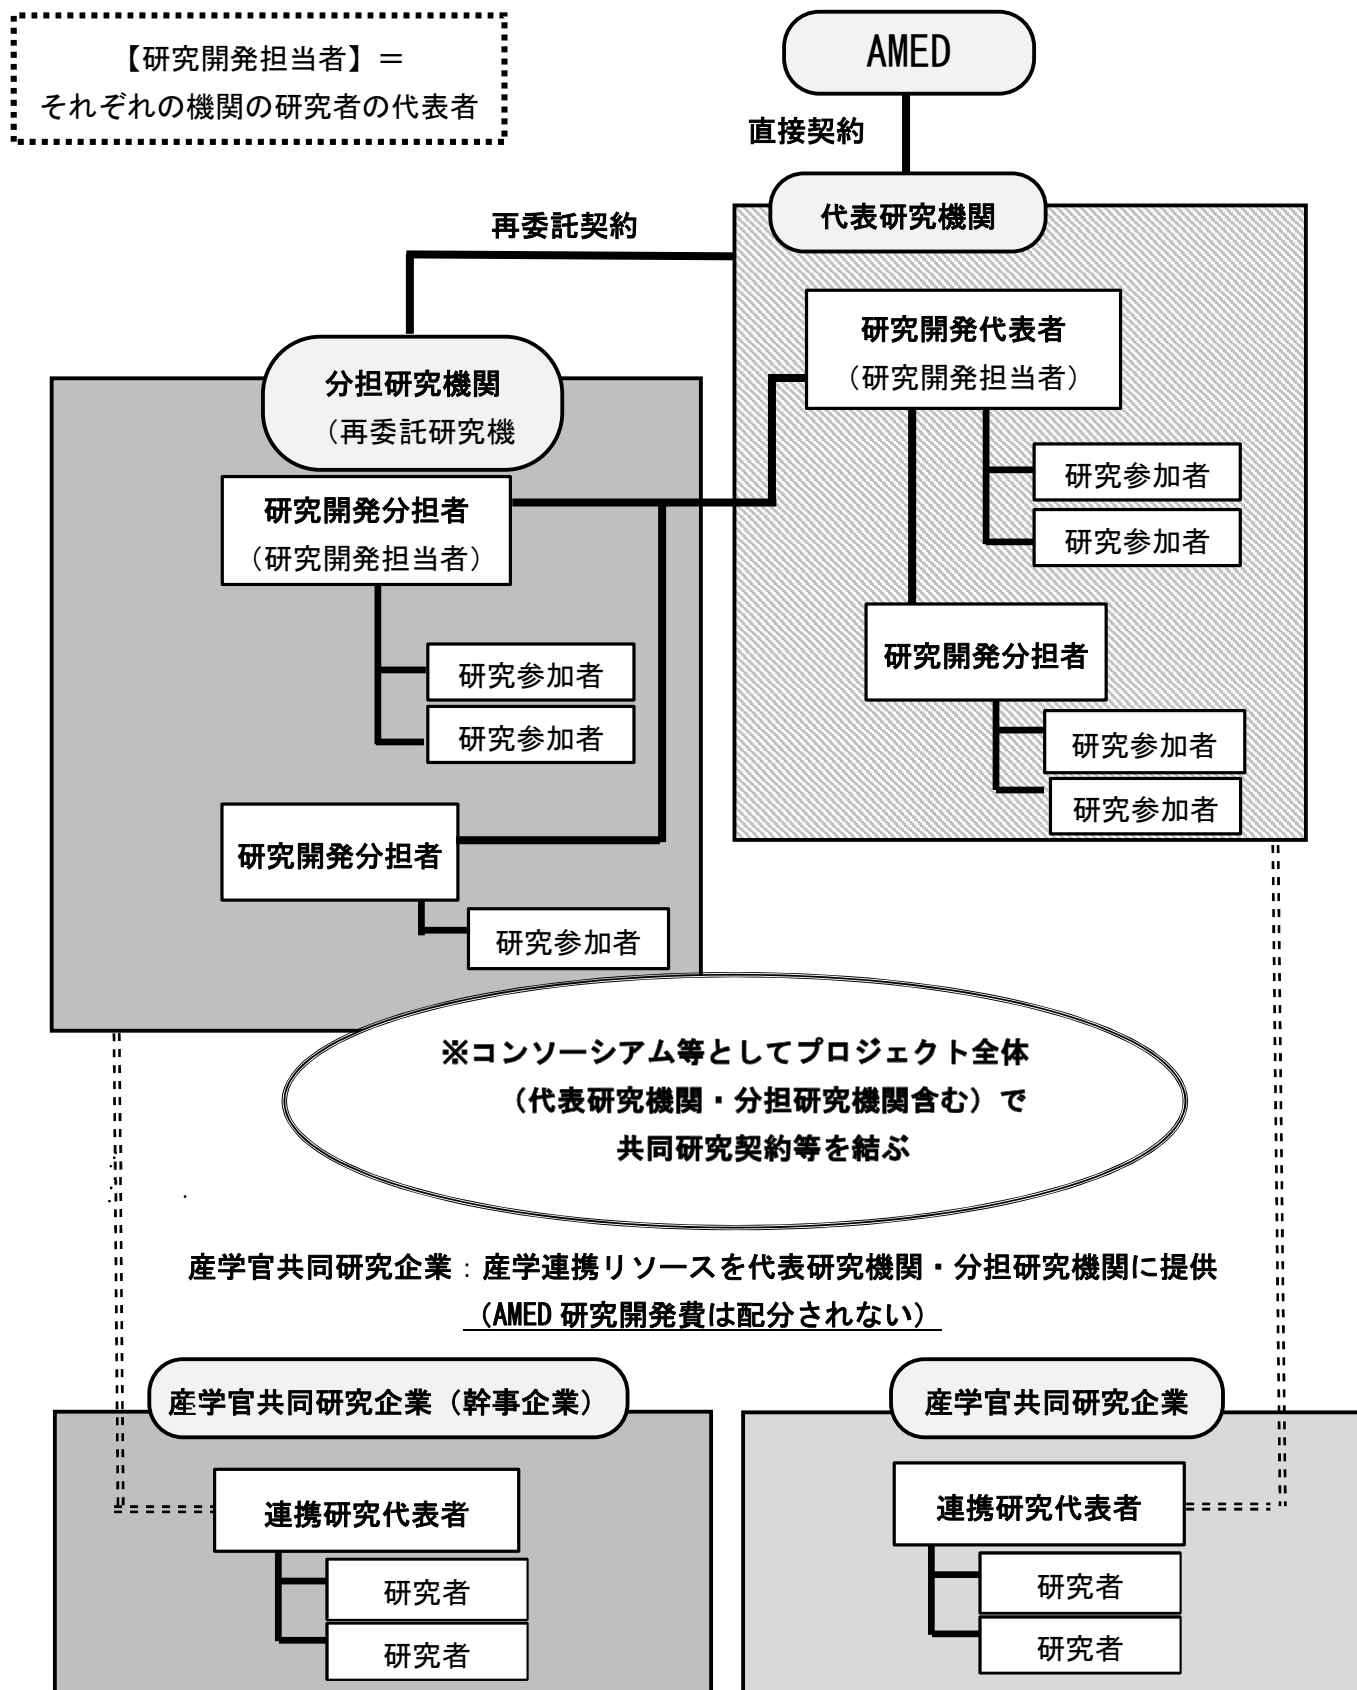 【研究開発担当者】＝
それぞれの機関の研究者の代表者
AMED
直接契約
代表研究機関
再委託契約
研究開発代表者
（研究開発担当者）
研究参加者
研究参加者
研究開発分担者
研究参加者
研究参加者
分担研究機関
（再委託研究機
研究開発分担者
（研究開発担当者）
研究参加者
研究参加者
研究開発分担者
研究参加者
※コンソーシアム等としてプロジェクト全体
（代表研究機関・分担研究機関含む）で
共同研究契約等を結ぶ
産学官共同研究企業：産学連携リソースを代表研究機関・分担研究機関に提供
（AMED 研究開発費は配分されない）
産学官共同研究企業（幹事企業）
連携研究代表者
研究者
研究者
産学官共同研究企業
連携研究代表者
研究者
研究者